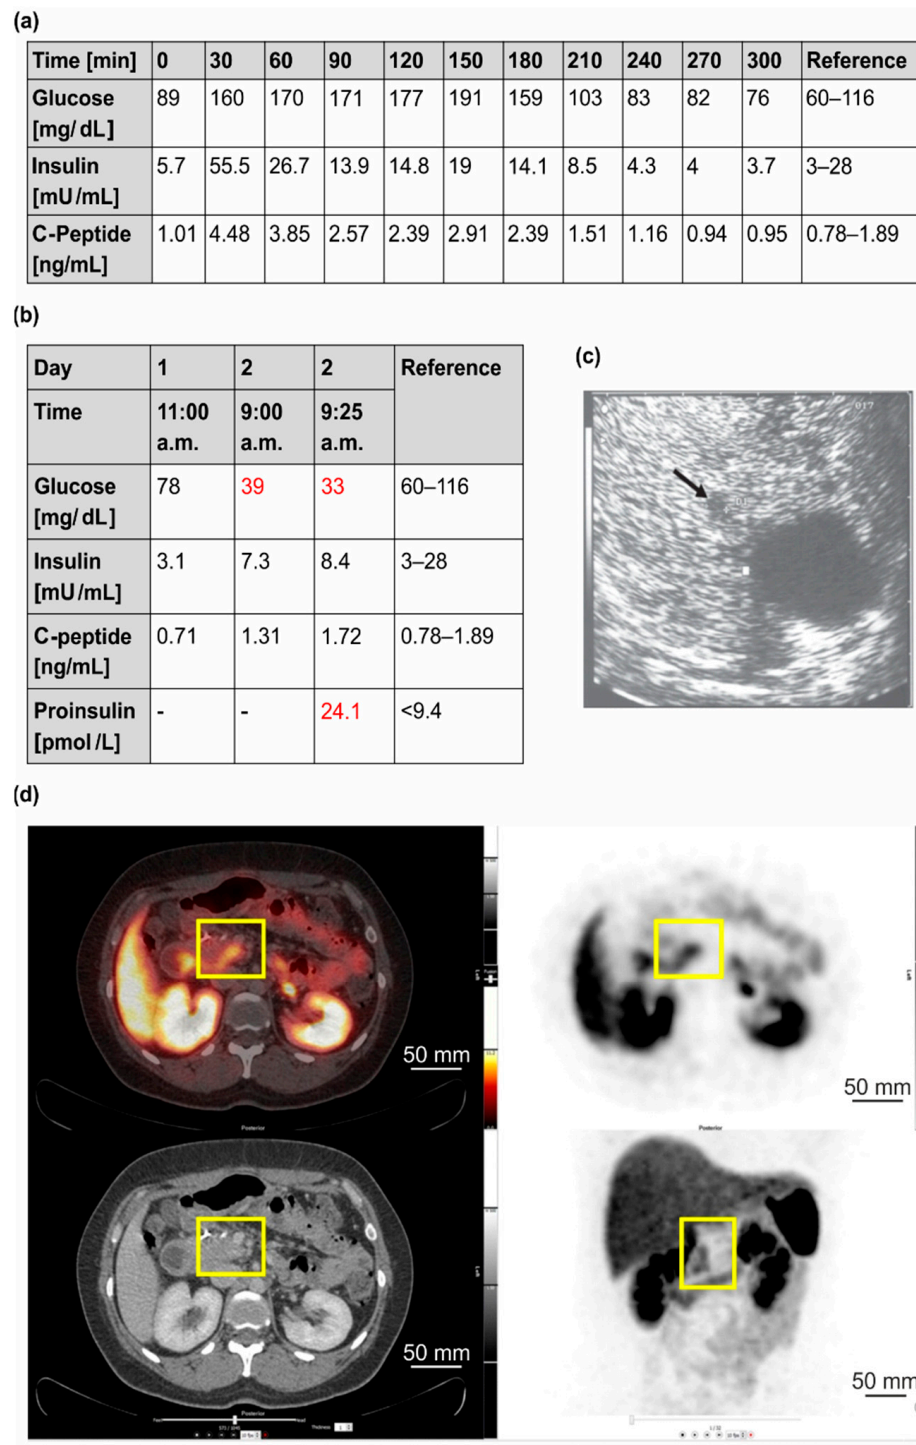 (a)
Time [min] 0 30 60 90 120 150 180 210 240 270 300 Reference
Glucose 89 160 170 171 177 191 159 103 83 82 76 60–116
[mg/ dL]
Insulin 5.7 55.5 26.7 13.9 14.8 19 14.1 8.5 4.3 4 3.7 3–28
[mU/mL]
C-Peptide 1.01 4.48 3.85 2.57 2.39 2.91 2.39 1.51 1.16 0.94 0.95 0.78–1.89
[ng/mL]
(b)
Day 1 2 2 Reference
Time 11:00 9:00 9:25
a.m. a.m. a.m.
Glucose 78 39 33 60–116
[mg/ dL]
Insulin 3.1 7.3 8.4 3–28
[mU/mL]
C-peptide 0.71 1.31 1.72 0.78–1.89
[ng/mL]
Proinsulin - - 24.1 <9.4
[pmol /L]
(c)
017
(d)
Left
Left
50 mm
50 mm
Posterior
Posterior
Left
50 mm
50 mm
Posterior